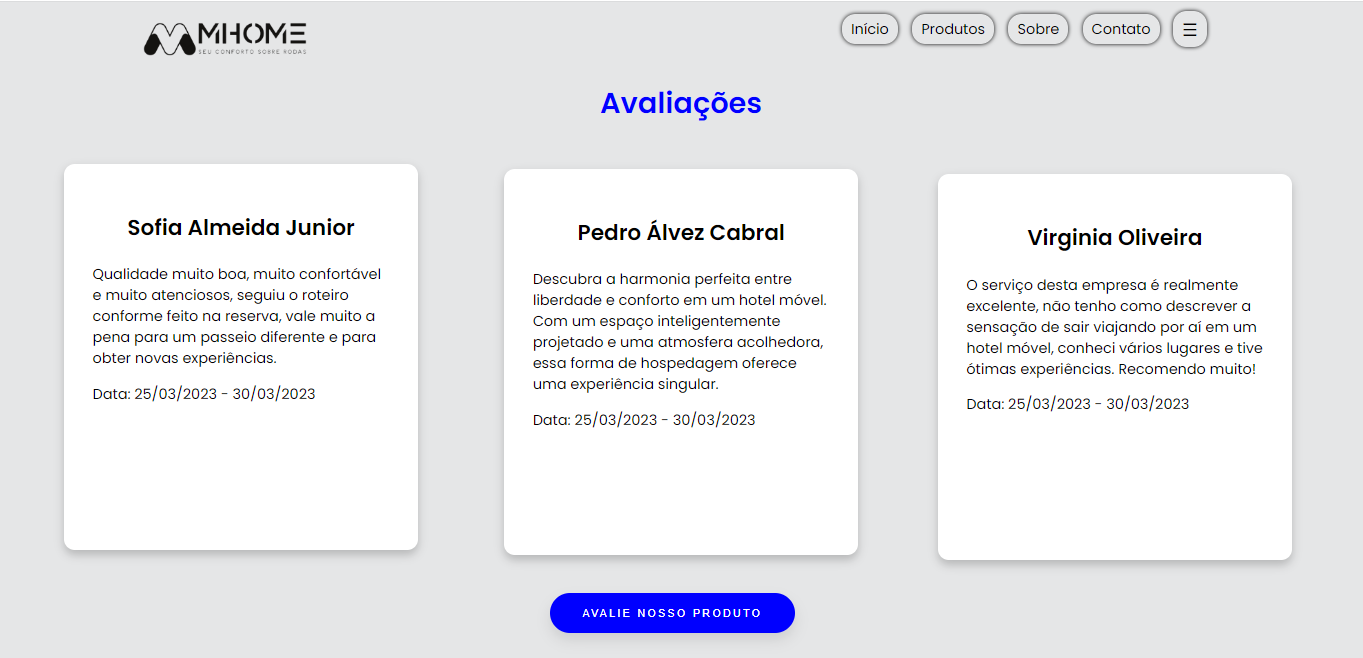 MHOME
SEU CONFORTO SOBRE RODAS
Início
Produtos
Sobre
Contato
Avaliações
Sofia Almeida Junior
Qualidade muito boa, muito confortável
e muito atenciosos, seguiu o roteiro
conforme feito na reserva, vale muito a
pena para um passeio diferente e para
obter novas experiências.
Data: 25/03/2023 - 30/03/2023
Pedro Álvez Cabral
Descubra a harmonia perfeita entre
liberdade e conforto em um hotel móvel.
Com um espaço inteligentemente
projetado e uma atmosfera acolhedora,
essa forma de hospedagem oferece
uma experiência singular.
Data: 25/03/2023 - 30/03/2023
Virginia Oliveira
O serviço desta empresa é realmente
excelente, não tenho como descrever a
sensação de sair viajando por aí em um
hotel móvel, conheci vários lugares e tive
ótimas experiências. Recomendo muito!
Data: 25/03/2023 - 30/03/2023
AVALIE NOSSO PRODUTO